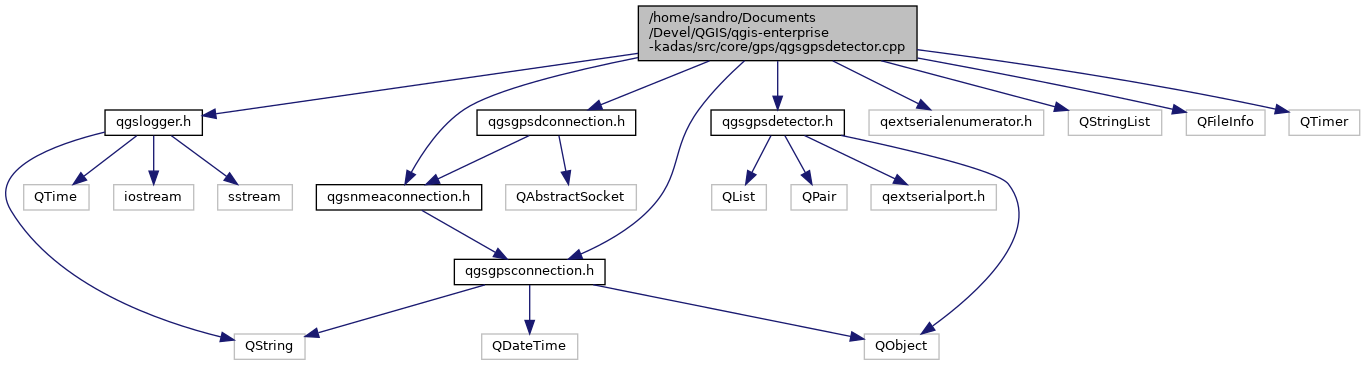 /home/sandro/Documents
/Devel/QGIS/qgis-enterprise
-kadas/src/core/gps/qgsgpsdetector.cpp
qgslogger.h
qgsgpsdconnection.h
qgsgpsdetector.h
qextserialenumerator.h
QStringList
QFileInfo
QTimer
QTime
iostream
sstream
qgsnmeaconnection.h
QAbstractSocket
QList
QPair
qextserialport.h
qgsgpsconnection.h
QString
QDateTime
QObject